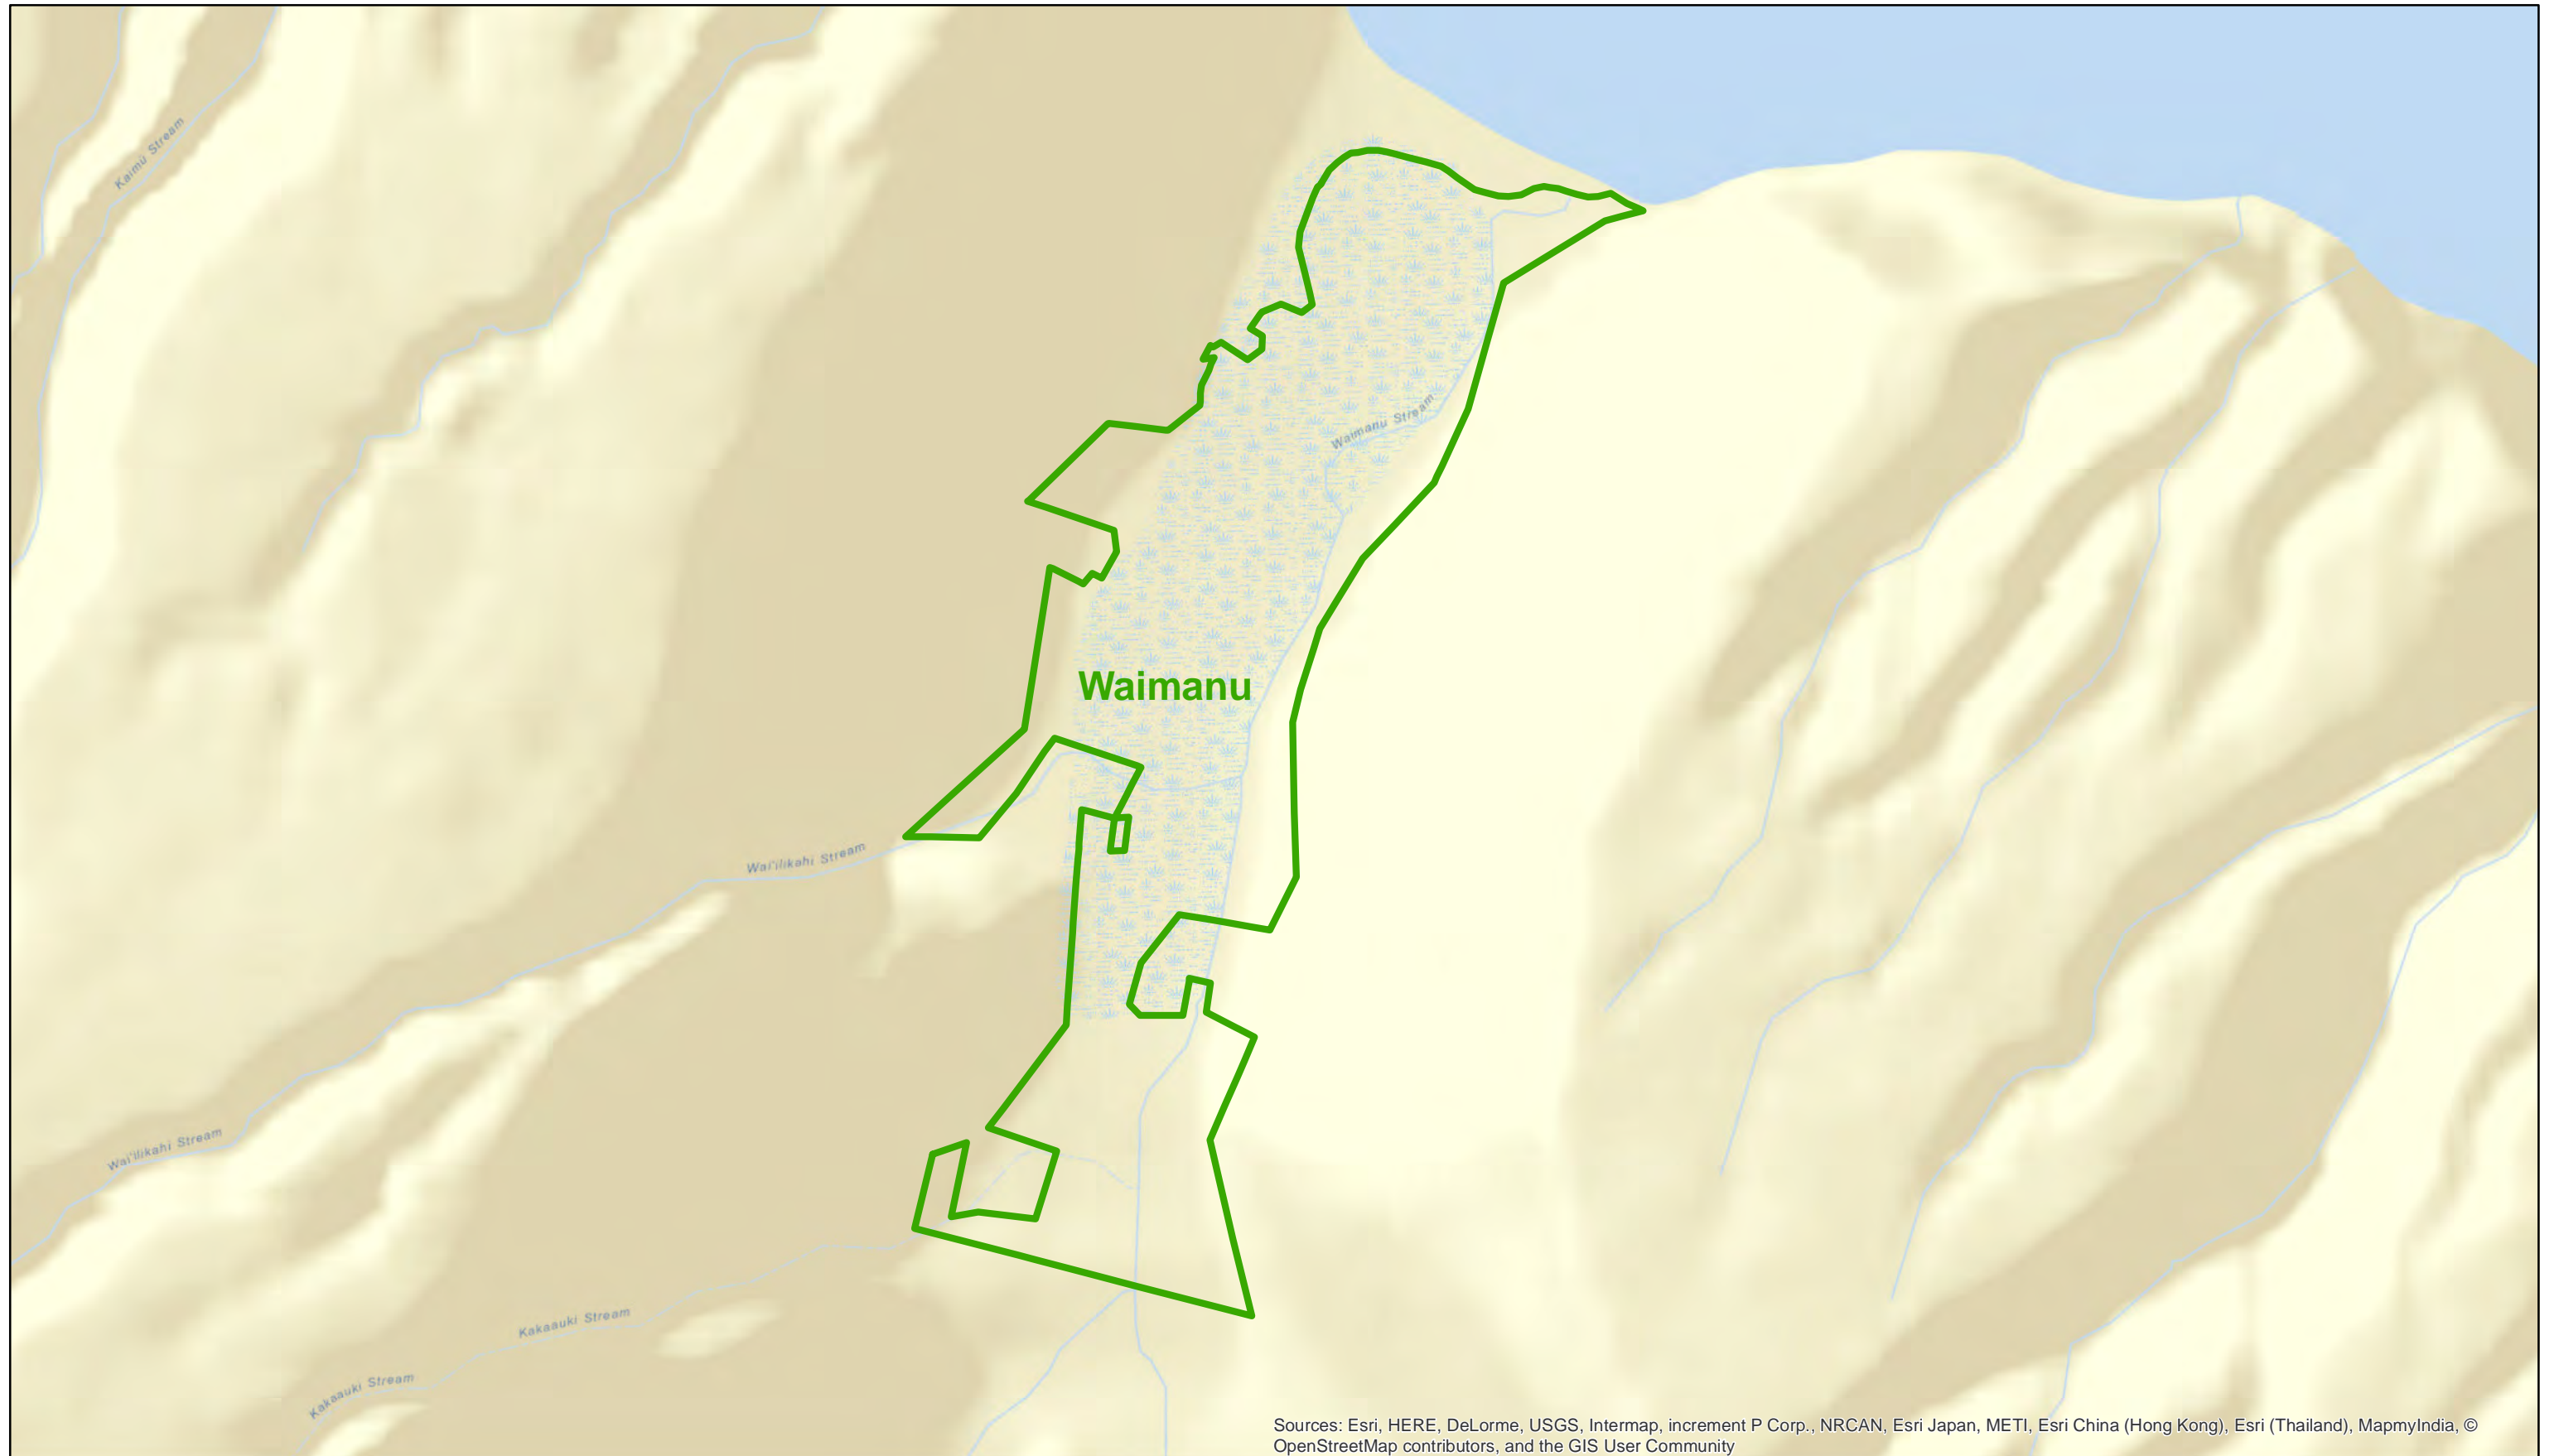 Kaimū Stream
Waimanu Stream
Waimanu
Wai'ilikahi Stream
Wai'ilikahi Stream
Kakaauki Stream
Kakaauki Stream
Sources: Esri, HERE, DeLorme, USGS, Intermap, increment P Corp., NRCAN, Esri Japan, METI, Esri China (Hong Kong), Esri (Thailand), MapmyIndia, ©
OpenStreetMap contributors, and the GIS User Community